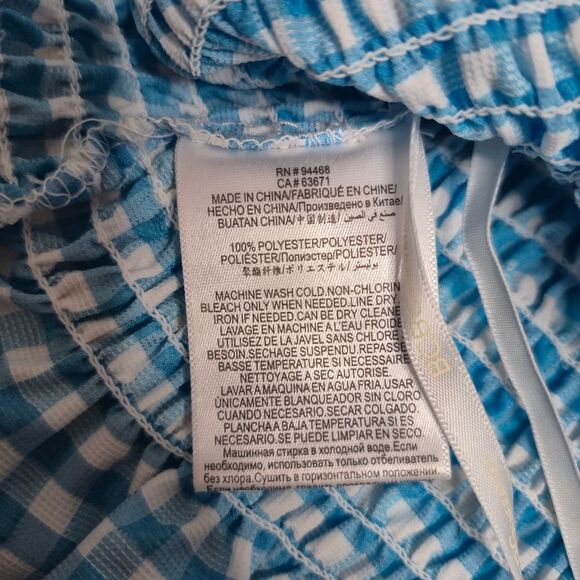 RN # 94468
CA # 63671
MADE IN CHINA/FABRIQUÉ EN CHINE/
HECHO EN CHINA/Произведено в Китае/
BUATAN CHINA/中国制造/ صنع في الصين/
100% POLYESTER/POLYESTER/
POLIÉSTER/Полиэстер/POLIESTER/
聚酯纤维/ポリエステル/ بوليستر/
MACHINE WASH COLD.NON-CHLORIN
BLEACH ONLY WHEN NEEDED.LINE DRY.
IRON IF NEEDED.CAN BE DRY CLEANE
LAVAGE EN MACHINE A L'EAU FROIDE
UTILISEZ DE LA JAVEL SANS CHLORE
BESOIN.SECHAGE SUSPENDU.REPASSE
BASSE TEMPERATURE SI NÉCESSAIRE
NETTOYAGE A SEC AUTORISE.
LAVAR A MAQUINA EN AGUA FRIA.USAR
ÚNICAMENTE BLANQUEADOR SIN CLORO
CUANDO NECESARIO.SECAR COLGADO.
PLANCHA A BAJA TEMPERATURA SI ES
NECESARIO.SE PUEDE LIMPIAR EN SECO.
Машинная стирка в холодной воде.Если
необходимо, использовать только отбеливатель
без хлора.Сушить в горизонтальном положении.
BCB